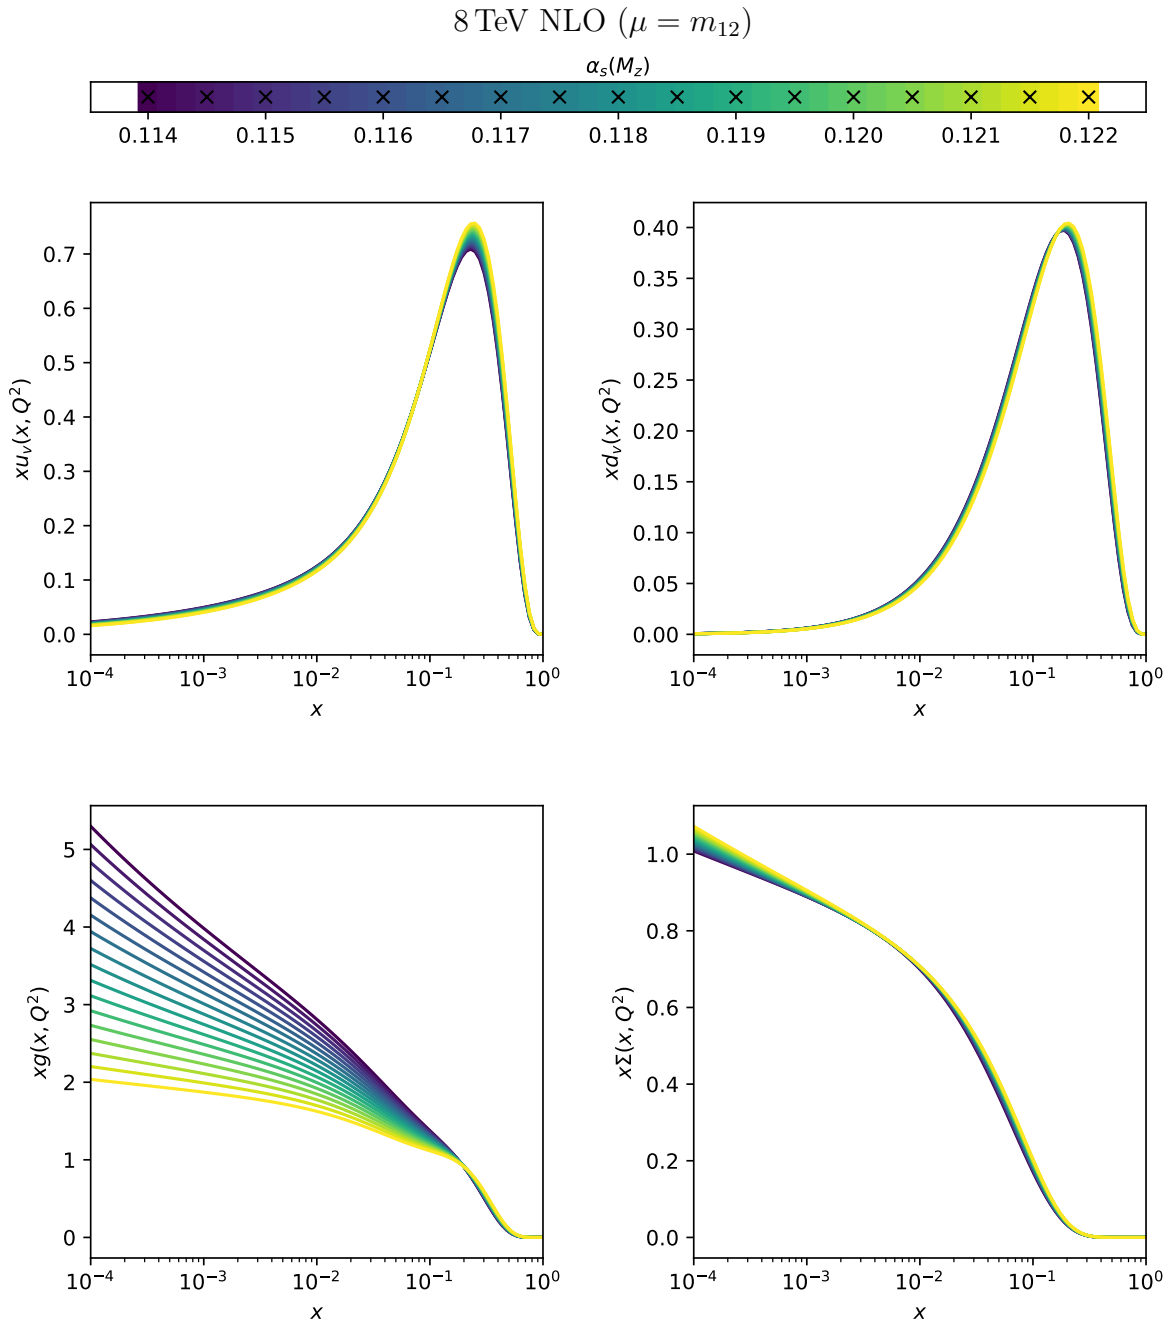 8 TeV NLO (μ = m₁₂)
αₛ(M_z)
0.114 0.115 0.116 0.117 0.118 0.119 0.120 0.121 0.122
xuᵥ(x, Q²)
0.7
0.6
0.5
0.4
0.3
0.2
0.1
0.0
10⁻⁴ 10⁻³ 10⁻² 10⁻¹ 10⁰
x
xdᵥ(x, Q²)
0.40
0.35
0.30
0.25
0.20
0.15
0.10
0.05
0.00
10⁻⁴ 10⁻³ 10⁻² 10⁻¹ 10⁰
x
xg(x, Q²)
5
4
3
2
1
0
10⁻⁴ 10⁻³ 10⁻² 10⁻¹ 10⁰
x
xΣ(x, Q²)
1.0
0.8
0.6
0.4
0.2
0.0
10⁻⁴ 10⁻³ 10⁻² 10⁻¹ 10⁰
x